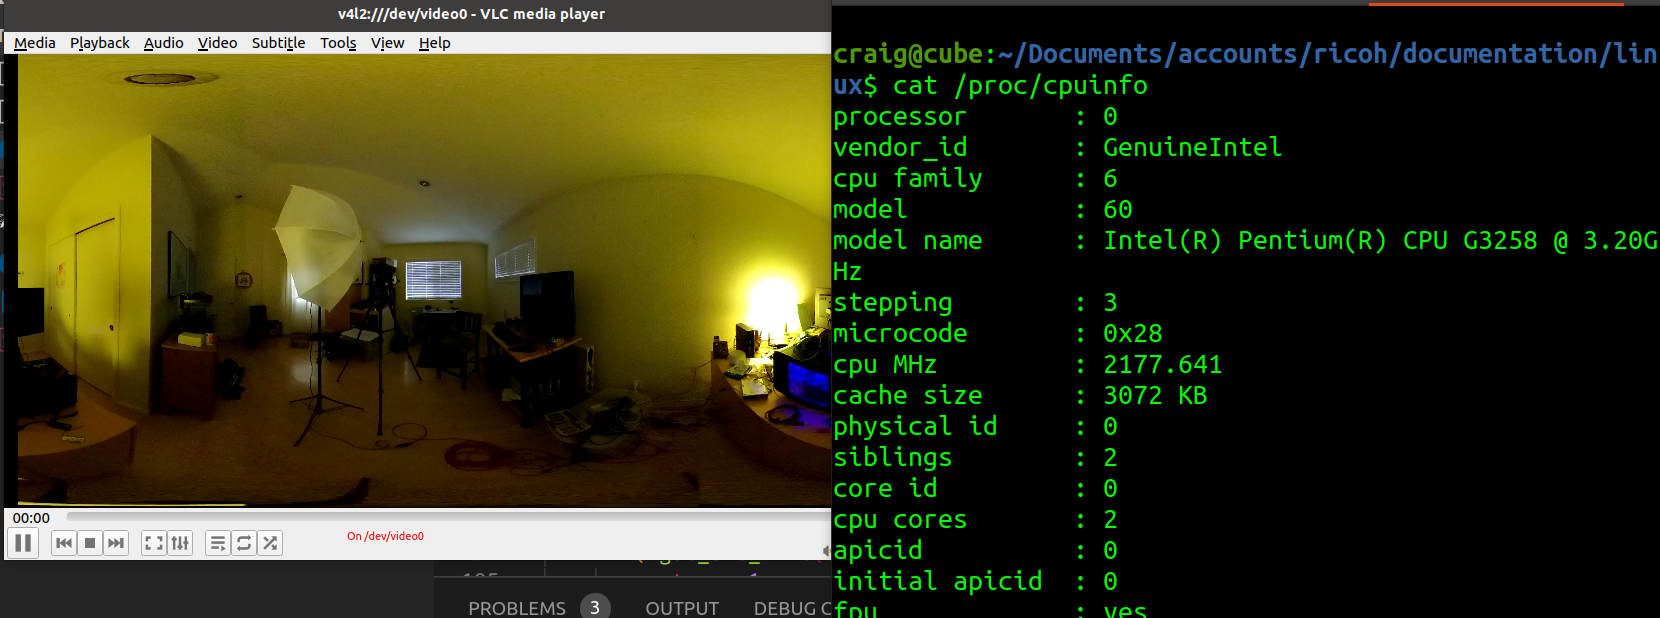 v4l2:///dev/video0 - VLC media player
Media Playback Audio Video Subtitle Tools View Help
00:00
On /dev/video0
PROBLEMS 3 OUTPUT DEBUG C
craig@cube:~/Documents/accounts/ricoh/documentation/lin
ux$ cat /proc/cpuinfo
processor : 0
vendor_id : GenuineIntel
cpu family : 6
model : 60
model name : Intel(R) Pentium(R) CPU G3258 @ 3.20G
Hz
stepping : 3
microcode : 0x28
cpu MHz : 2177.641
cache size : 3072 KB
physical id : 0
siblings : 2
core id : 0
cpu cores : 2
apicid : 0
initial apicid : 0
fpu : yes